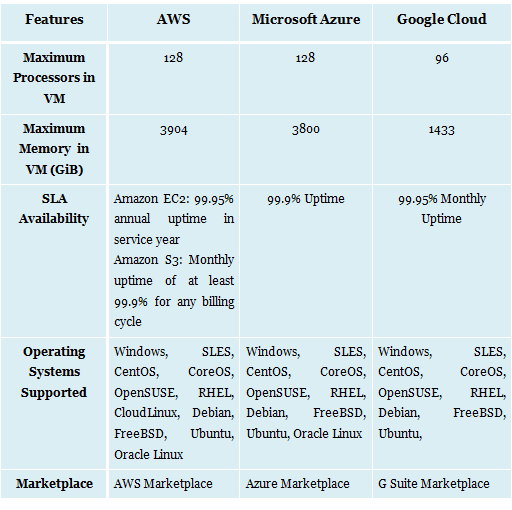 Features AWS Microsoft Azure Google Cloud
Maximum Processors in VM 128 128 96
Maximum Memory in VM (GiB) 3904 3800 1433
SLA Availability
Amazon EC2: 99.95%
annual uptime in
service year
Amazon S3: Monthly
uptime of at least
99.9% for any billing
cycle
99.9% Uptime
99.95% Monthly
Uptime
Operating
Systems
Supported
Windows, SLES,
CentOS, CoreOS,
OpenSUSE, RHEL,
CloudLinux, Debian,
FreeBSD, Ubuntu,
Oracle Linux
Windows, SLES,
CentOS, CoreOS,
OpenSUSE, RHEL,
Debian, FreeBSD,
Ubuntu, Oracle Linux
Windows, SLES,
CentOS, CoreOS,
OpenSUSE, RHEL,
Debian, FreeBSD,
Ubuntu,
Marketplace AWS Marketplace Azure Marketplace G Suite Marketplace